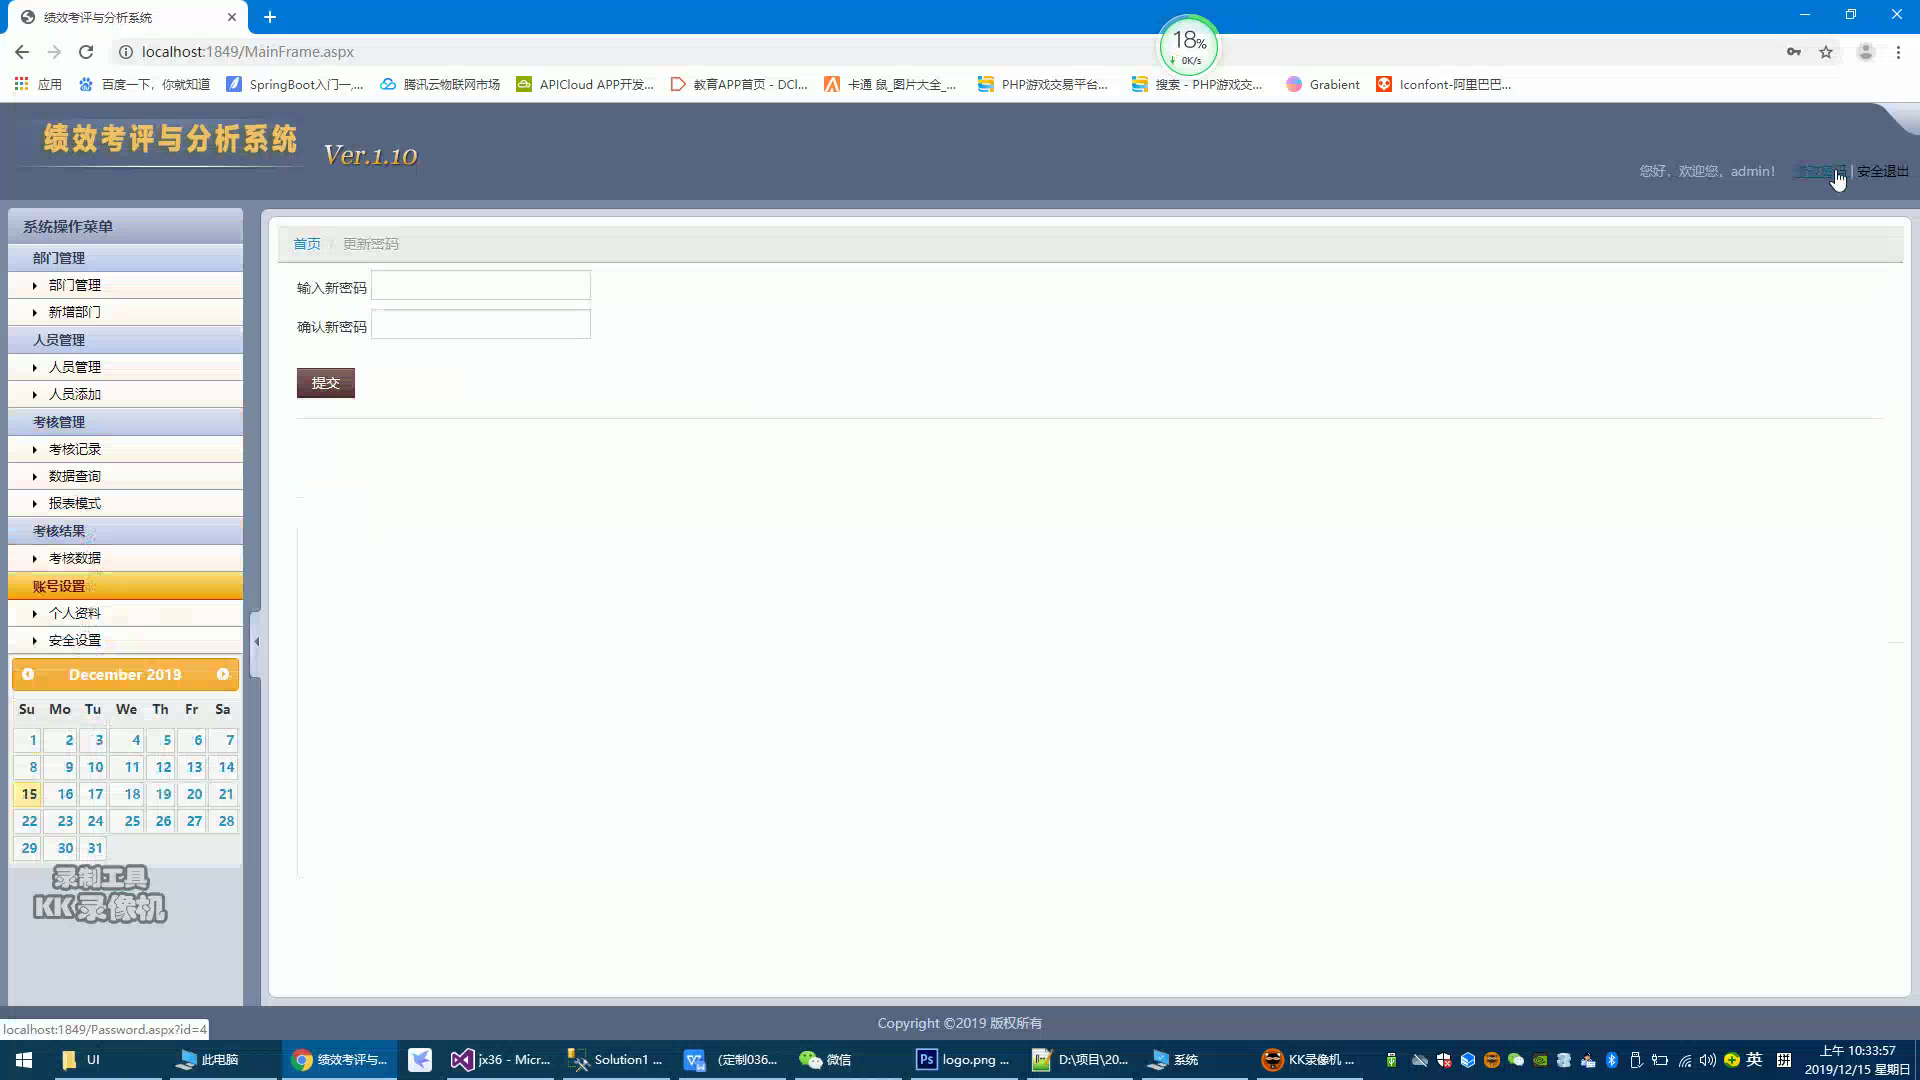 绩效考评与分析系统
localhost:1849/MainFrame.aspx
18%
0K/s
应用 百度一下，你就知道 SpringBoot入门一,... 腾讯云物联网市场 APICloud APP开发... 教育APP首页 - DCl... 卡通 鼠_图片大全_... PHP游戏交易平台... 搜索 - PHP游戏交... Grabient Iconfont-阿里巴巴...
绩效考评与分析系统 Ver.1.10
您好，欢迎您，admin！ | 安全退出
系统操作菜单
部门管理
部门管理
新增部门
人员管理
人员管理
人员添加
考核管理
考核记录
数据查询
报表模式
考核结果
考核数据
账号设置
个人资料
安全设置
首页 / 更新密码
输入新密码
确认新密码
提交
December 2019
Su Mo Tu We Th Fr Sa
1 2 3 4 5 6 7
8 9 10 11 12 13 14
15 16 17 18 19 20 21
22 23 24 25 26 27 28
29 30 31
录制工具
KK录像机
Copyright ©2019 版权所有
localhost:1849/Password.aspx?id=4
UI 此电脑 绩效考评与... jx36 - Micr... Solution1 ... (定制036... 微信 Ps logo.png ... D:\项目\20... 系统 KK录像机 ... 英 拼
上午 10:33:57
2019/12/15 星期日